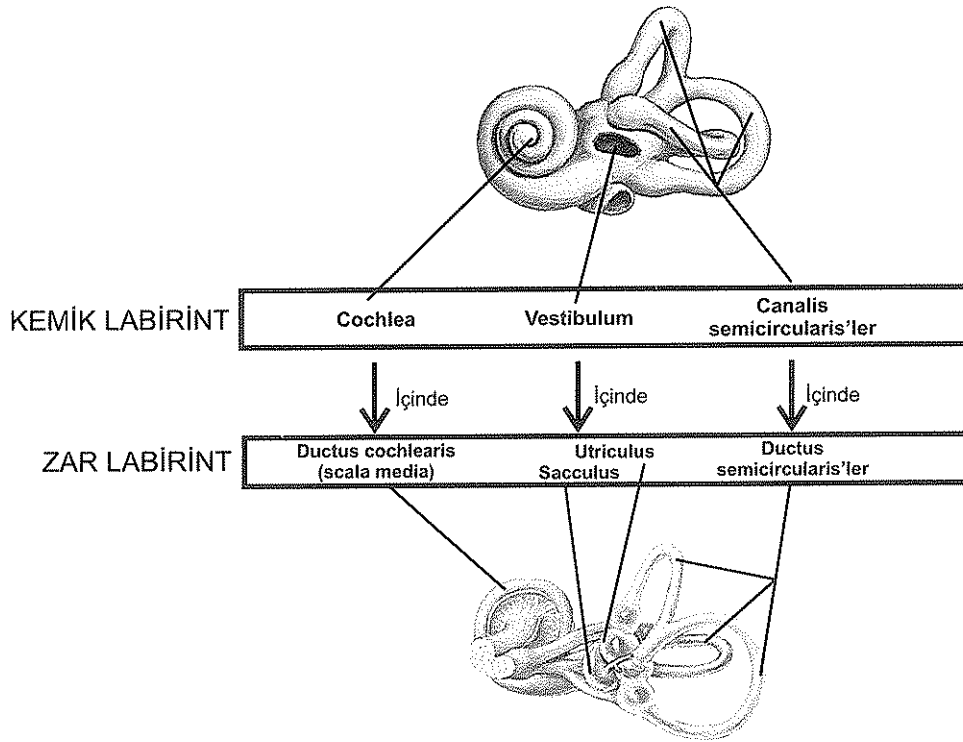 KEMİK LABİRİNT
Cochlea
Vestibulum
Canalis
semicircularis'ler
İçinde
İçinde
İçinde
ZAR LABİRİNT
Ductus cochlearis
(scala media)
Utriculus
Sacculus
Ductus
semicircularis'ler